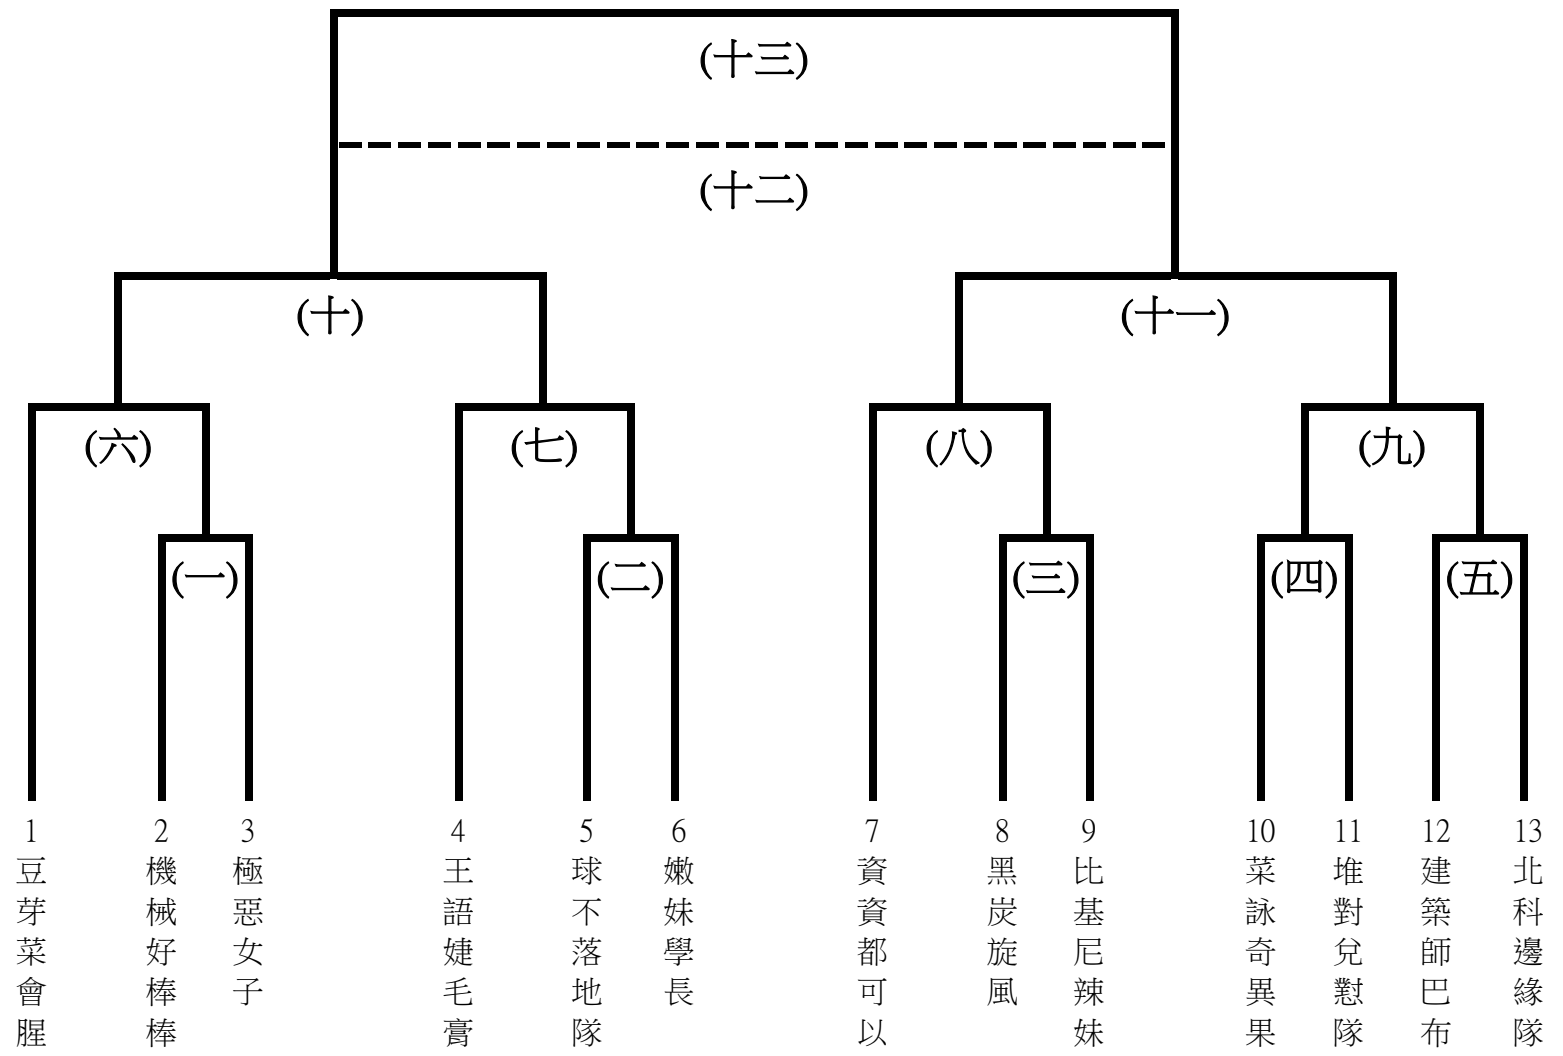 (十三)
(十二)
(十)
(十一)
(六)
(七)
(八)
(九)
(一)
(二)
(三)
(四)
(五)
1
豆芽菜會腥
2
機械好棒棒
3
極惡女子
4
王語婕毛膏
5
球不落地隊
6
嫩妹學長
7
資資都可以
8
黑炭旋風
9
比基尼辣妹
10
菜詠奇異果
11
堆對兌懟隊
12
建築師巴布
13
北科邊緣隊